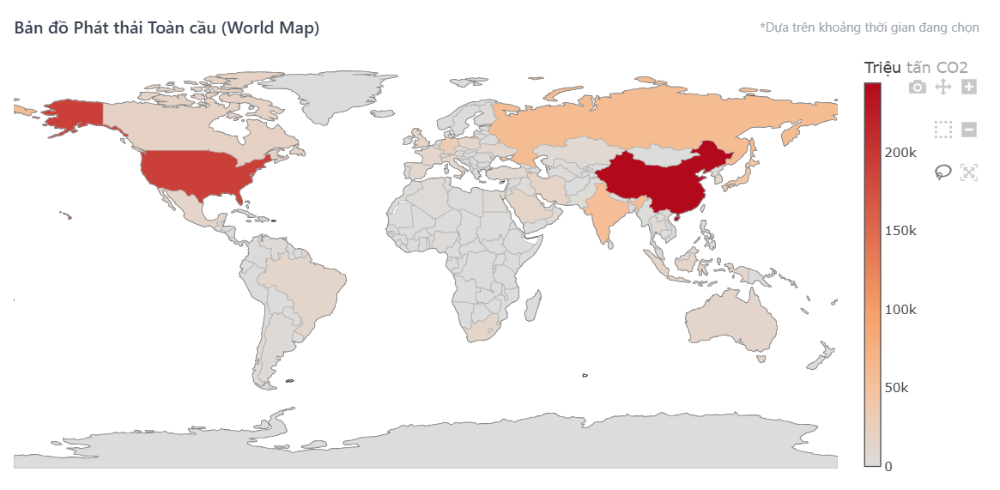 Bản đồ Phát thải Toàn cầu (World Map)
*Dựa trên khoảng thời gian đang chọn
Triệu tấn CO2
200k
150k
100k
50k
0